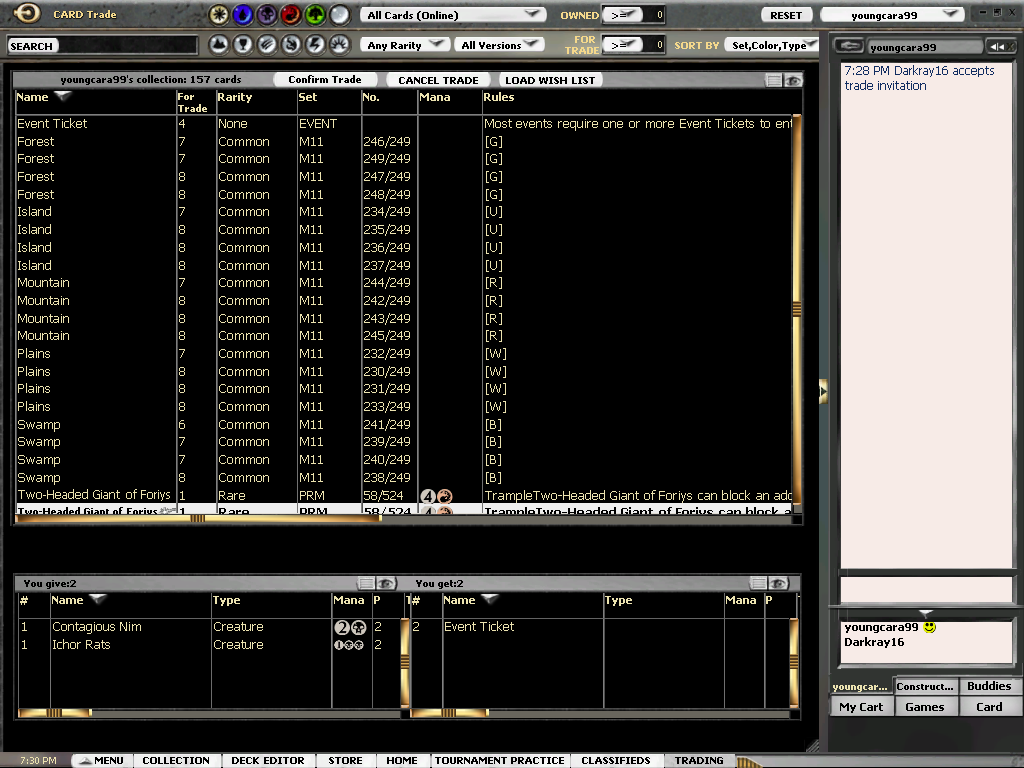 CARD Trade
All Cards (Online)
OWNED >= 0
RESET
youngcara99
SEARCH
Any Rarity
All Versions
FOR TRADE >= 0
SORT BY Set,Color,Type
youngcara99
youngcara99's collection: 157 cards
Confirm Trade
CANCEL TRADE
LOAD WISH LIST
Name For Trade Rarity Set No. Mana Rules
Event Ticket 4 None EVENT Most events require one or more Event Tickets to ent
Forest 7 Common M11 246/249 [G]
Forest 7 Common M11 249/249 [G]
Forest 8 Common M11 247/249 [G]
Forest 8 Common M11 248/249 [G]
Island 7 Common M11 234/249 [U]
Island 8 Common M11 235/249 [U]
Island 8 Common M11 236/249 [U]
Island 8 Common M11 237/249 [U]
Mountain 7 Common M11 244/249 [R]
Mountain 8 Common M11 242/249 [R]
Mountain 8 Common M11 243/249 [R]
Mountain 8 Common M11 245/249 [R]
Plains 7 Common M11 232/249 [W]
Plains 8 Common M11 230/249 [W]
Plains 8 Common M11 231/249 [W]
Plains 8 Common M11 233/249 [W]
Swamp 6 Common M11 241/249 [B]
Swamp 7 Common M11 239/249 [B]
Swamp 7 Common M11 240/249 [B]
Swamp 8 Common M11 238/249 [B]
Two-Headed Giant of Foriys 1 Rare PRM 58/524 4 TrampleTwo-Headed Giant of Foriys can block an adc
Two-Headed Giant of Foriys 1 Rare PRM 58/524 4 TrampleTwo-Headed Giant of Foriys can block a
7:28 PM Darkray16 accepts
trade invitation
You give:2
# Name Type Mana P T
1 Contagious Nim Creature 2 2
1 Ichor Rats Creature 1 2
You get:2
# Name Type Mana P
2 Event Ticket
youngcara99
Darkray16
youngcar...
Construct...
Buddies
My Cart
Games
Card
7:30 PM
MENU
COLLECTION
DECK EDITOR
STORE
HOME
TOURNAMENT PRACTICE
CLASSIFIEDS
TRADING